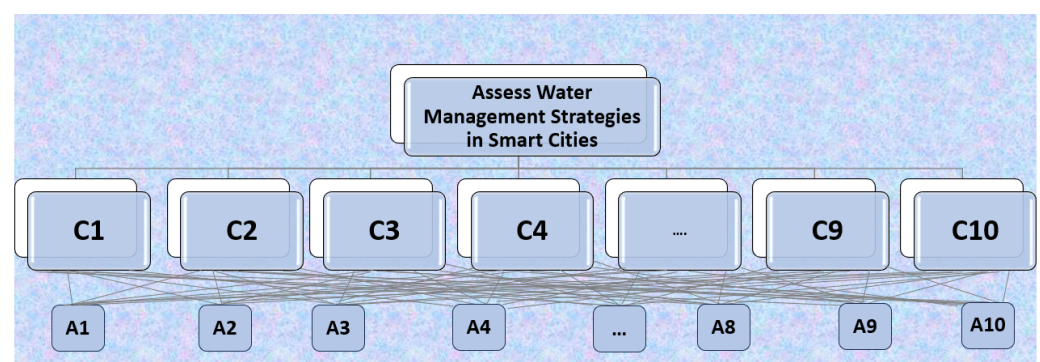 Assess Water
Management Strategies
in Smart Cities
C1 C2 C3 C4 .... C9 C10
A1 A2 A3 A4 ... A8 A9 A10